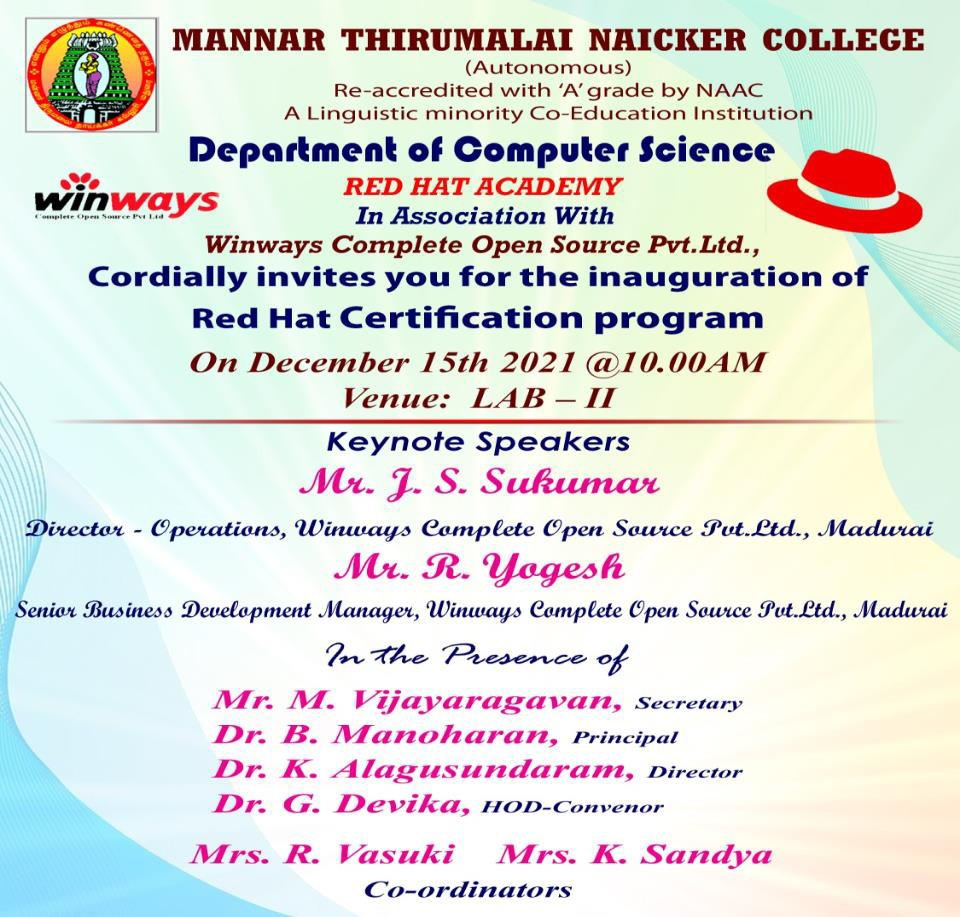 MANNAR THIRUMALAI NAICKER COLLEGE
(Autonomous)
Re-accredited with ‘A’ grade by NAAC
A Linguistic minority Co-Education Institution
Department of Computer Science
winways
Complete Open Source Pvt Ltd
RED HAT ACADEMY
In Association With
Winways Complete Open Source Pvt.Ltd.,
Cordially invites you for the inauguration of
Red Hat Certification program
On December 15th 2021 @10.00AM
Venue: LAB – II
Keynote Speakers
Mr. J. S. Sukumar
Director - Operations, Winways Complete Open Source Pvt.Ltd., Madurai
Mr. R. Yogesh
Senior Business Development Manager, Winways Complete Open Source Pvt.Ltd., Madurai
In the Presence of
Mr. M. Vijayaragavan, Secretary
Dr. B. Manoharan, Principal
Dr. K. Alagusundaram, Director
Dr. G. Devika, HOD-Convenor
Mrs. R. Vasuki Mrs. K. Sandya
Co-ordinators